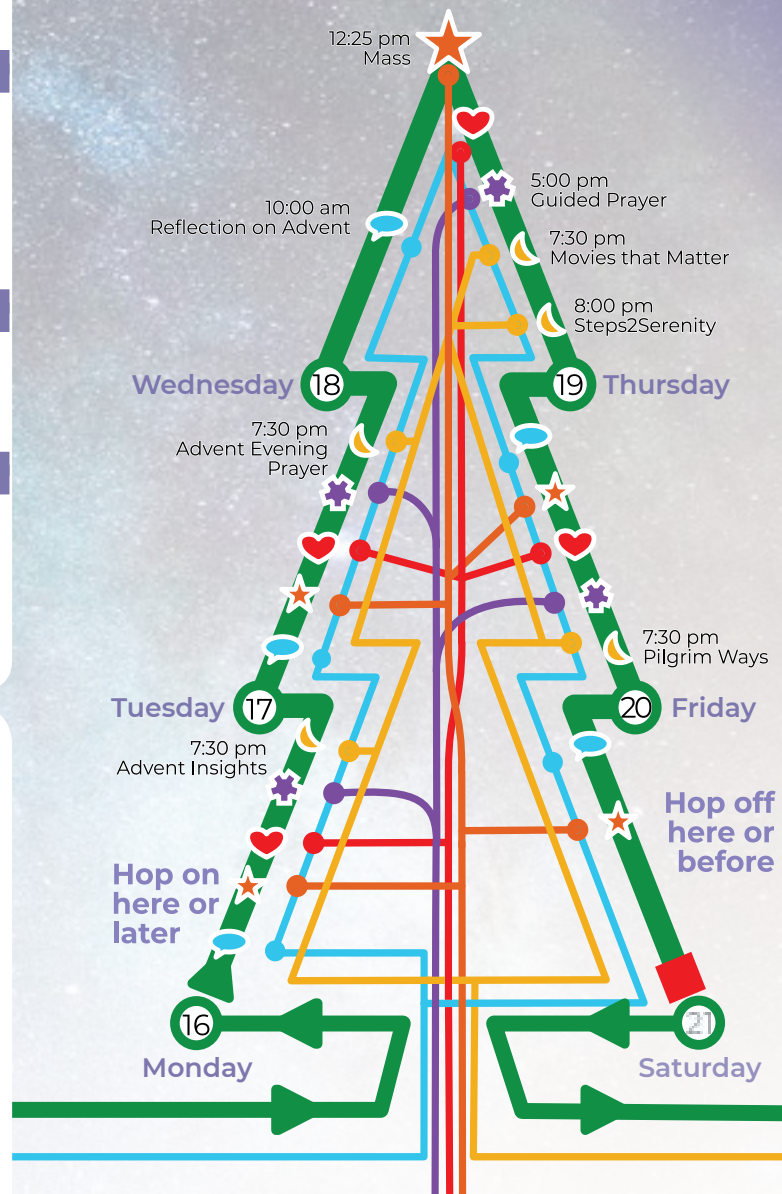 12:25 pm
Mass
5:00 pm
Guided Prayer
10:00 am
Reflection on Advent
7:30 pm
Movies that Matter
8:00 pm
Steps2Serenity
Wednesday
18
19
Thursday
7:30 pm
Advent Evening
Prayer
7:30 pm
Pilgrim Ways
Tuesday
17
20
Friday
7:30 pm
Advent Insights
Hop off
here or
before
Hop on
here or
later
16
21
Monday
Saturday